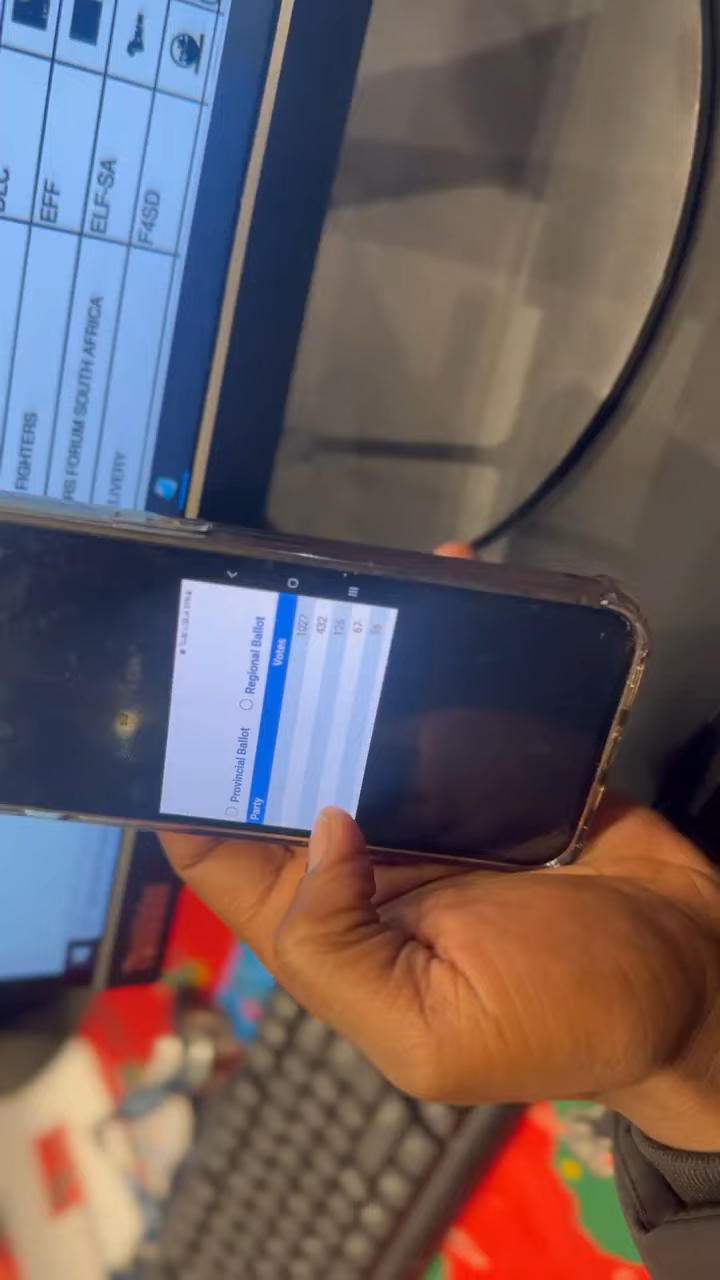 EFF
ELF-SA
F4SD
FIGHTERS
RS FORUM SOUTH AFRICA
LIVERY
Provincial Ballot
Regional Ballot
Party
Votes
1027
432
126
67